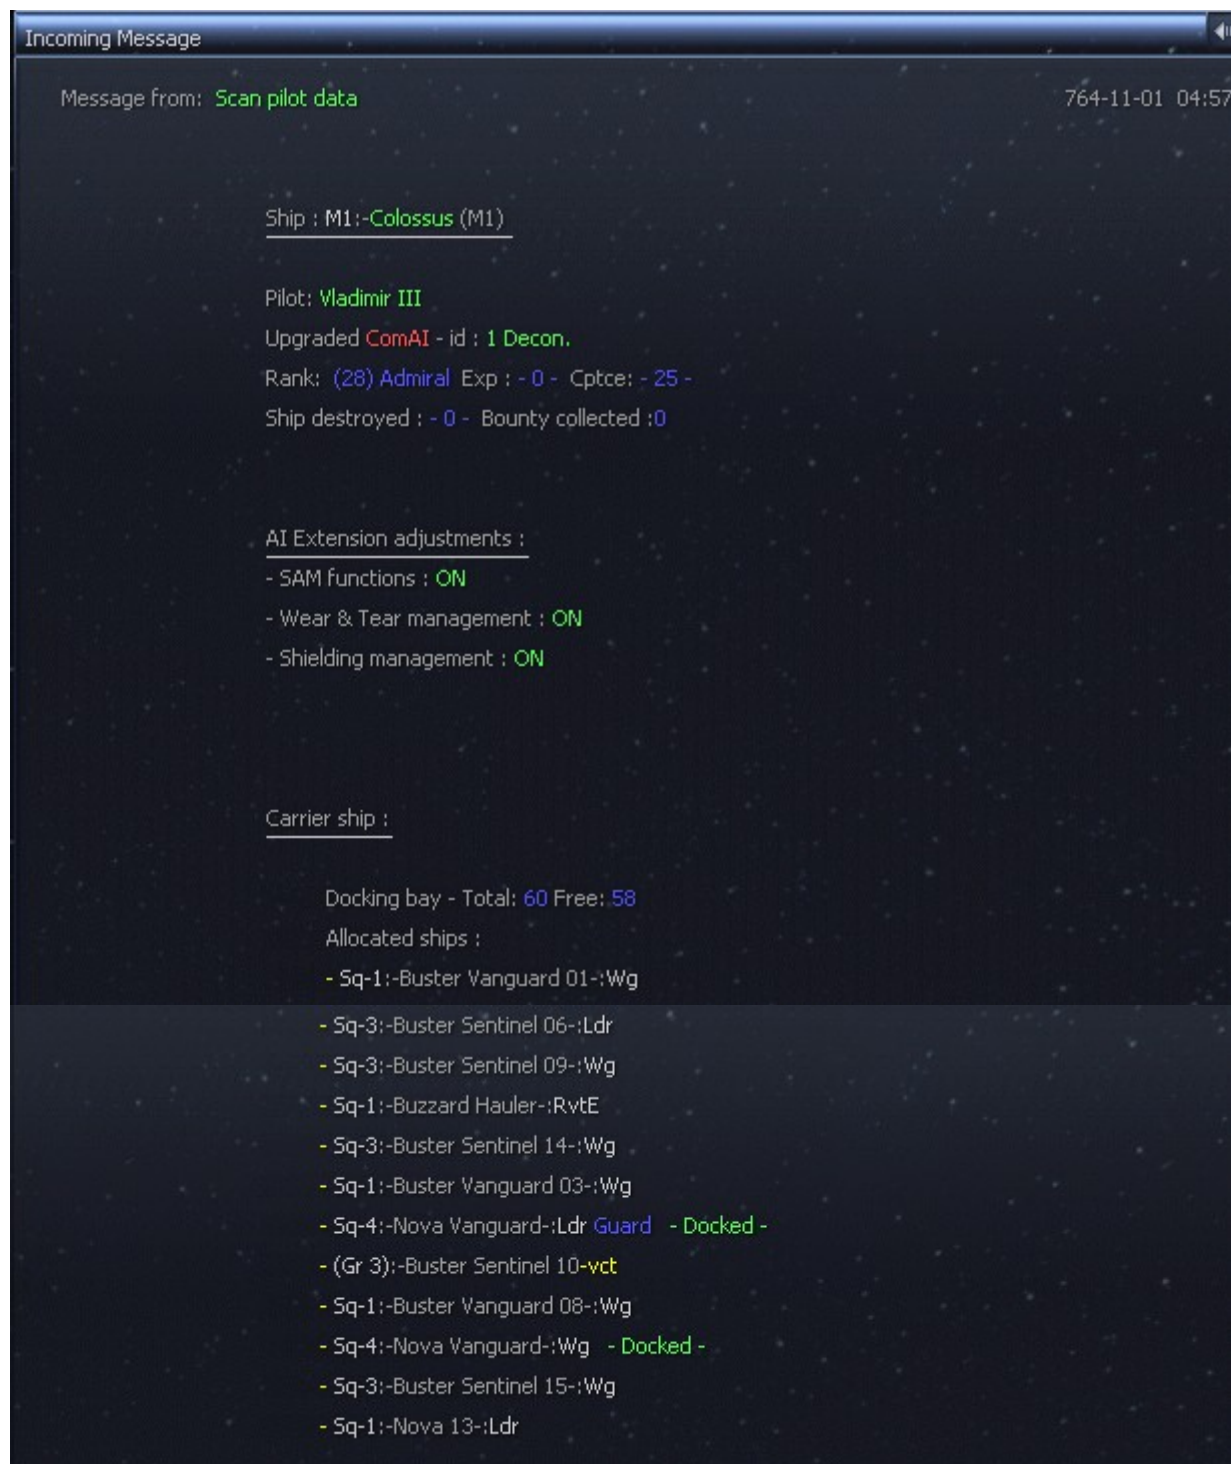 Incoming Message
Message from: Scan pilot data 764-11-01 04:57
Ship : M1:-Colossus (M1)
Pilot: Vladimir III
Upgraded ComAI - id : 1 Decon.
Rank: (28) Admiral Exp : - 0 - Cptce: - 25 -
Ship destroyed : - 0 - Bounty collected :0
AI Extension adjustments :
- SAM functions : ON
- Wear & Tear management : ON
- Shielding management : ON
Carrier ship :
Docking bay - Total: 60 Free: 58
Allocated ships :
- Sq-1:-Buster Vanguard 01-:Wg
- Sq-3:-Buster Sentinel 06-:Ldr
- Sq-3:-Buster Sentinel 09-:Wg
- Sq-1:-Buzzard Hauler-:RvtE
- Sq-3:-Buster Sentinel 14-:Wg
- Sq-1:-Buster Vanguard 03-:Wg
- Sq-4:-Nova Vanguard-:Ldr Guard - Docked -
- (Gr 3):-Buster Sentinel 10-vct
- Sq-1:-Buster Vanguard 08-:Wg
- Sq-4:-Nova Vanguard-:Wg - Docked -
- Sq-3:-Buster Sentinel 15-:Wg
- Sq-1:-Nova 13-:Ldr